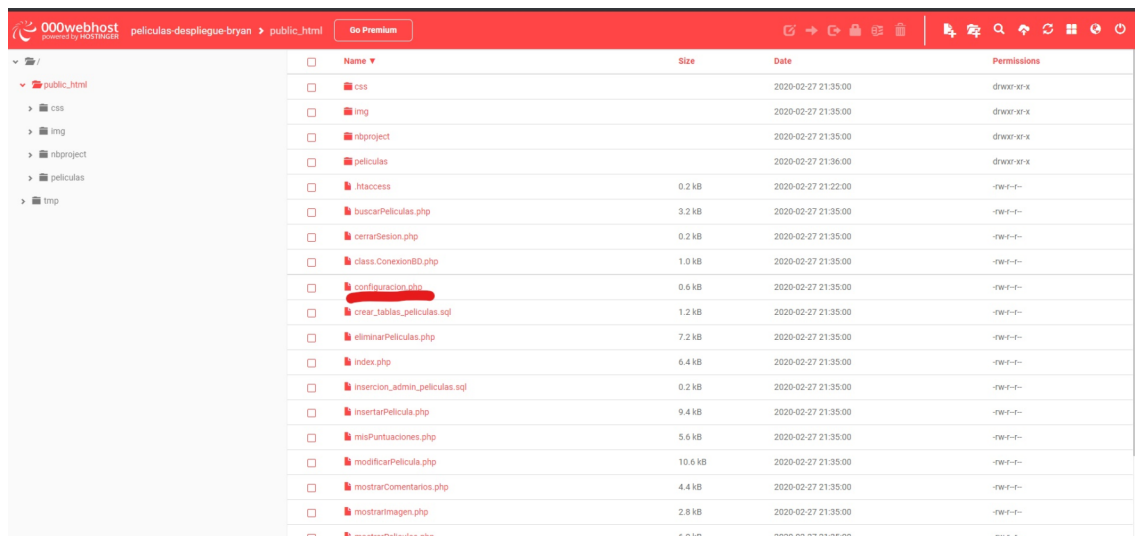 000webhost
powered by HOSTINGER
peliculas-despliegue-bryan > public_html
Go Premium
/
public_html
css
img
nbproject
peliculas
tmp
Name ▼ Size Date Permissions
css 2020-02-27 21:35:00 drwxr-xr-x
img 2020-02-27 21:35:00 drwxr-xr-x
nbproject 2020-02-27 21:35:00 drwxr-xr-x
peliculas 2020-02-27 21:36:00 drwxr-xr-x
.htaccess 0.2 kB 2020-02-27 21:22:00 -rw-r--r--
buscarPeliculas.php 3.2 kB 2020-02-27 21:35:00 -rw-r--r--
cerrarSesion.php 0.2 kB 2020-02-27 21:35:00 -rw-r--r--
class.ConexionBD.php 1.0 kB 2020-02-27 21:35:00 -rw-r--r--
configuracion.php 0.6 kB 2020-02-27 21:35:00 -rw-r--r--
crear_tablas_peliculas.sql 1.2 kB 2020-02-27 21:35:00 -rw-r--r--
eliminarPeliculas.php 7.2 kB 2020-02-27 21:35:00 -rw-r--r--
index.php 6.4 kB 2020-02-27 21:35:00 -rw-r--r--
insercion_admin_peliculas.sql 0.2 kB 2020-02-27 21:35:00 -rw-r--r--
insertarPelicula.php 9.4 kB 2020-02-27 21:35:00 -rw-r--r--
misPuntuaciones.php 5.6 kB 2020-02-27 21:35:00 -rw-r--r--
modificarPelicula.php 10.6 kB 2020-02-27 21:35:00 -rw-r--r--
mostrarComentarios.php 4.4 kB 2020-02-27 21:35:00 -rw-r--r--
mostrarImagen.php 2.8 kB 2020-02-27 21:35:00 -rw-r--r--